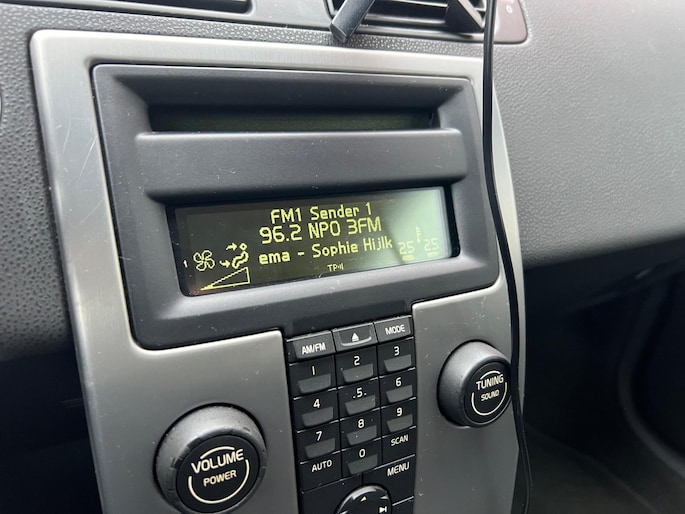 FM1 Sender 1
96.2 NPO 3FM
ema - Sophie Hijlk
1
25 25
TP
AM/FM
MODE
1 2 3
4 .5. 6
7 8 9
AUTO 0 SCAN
MENU
VOLUME
POWER
TUNING
SOUND